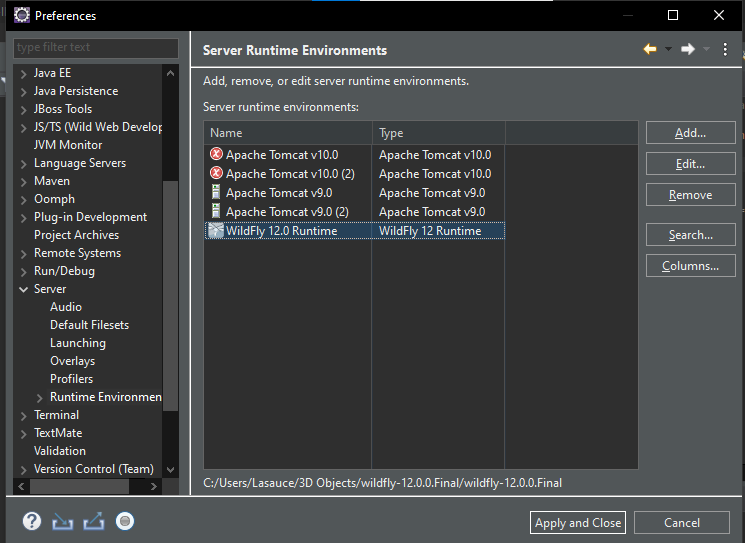 Preferences
type filter text
Java EE
Java Persistence
JBoss Tools
JS/TS (Wild Web Develop
JVM Monitor
Language Servers
Maven
Oomph
Plug-in Development
Project Archives
Remote Systems
Run/Debug
Server
Audio
Default Filesets
Launching
Overlays
Profilers
Runtime Environmen
Terminal
TextMate
Validation
Version Control (Team)
Server Runtime Environments
Add, remove, or edit server runtime environments.
Server runtime environments:
Name Type
Apache Tomcat v10.0 Apache Tomcat v10.0
Apache Tomcat v10.0 (2) Apache Tomcat v10.0
Apache Tomcat v9.0 Apache Tomcat v9.0
Apache Tomcat v9.0 (2) Apache Tomcat v9.0
WildFly 12.0 Runtime WildFly 12 Runtime
Add...
Edit...
Remove
Search...
Columns...
C:/Users/Lasauce/3D Objects/wildfly-12.0.0.Final/wildfly-12.0.0.Final
?
Apply and Close
Cancel